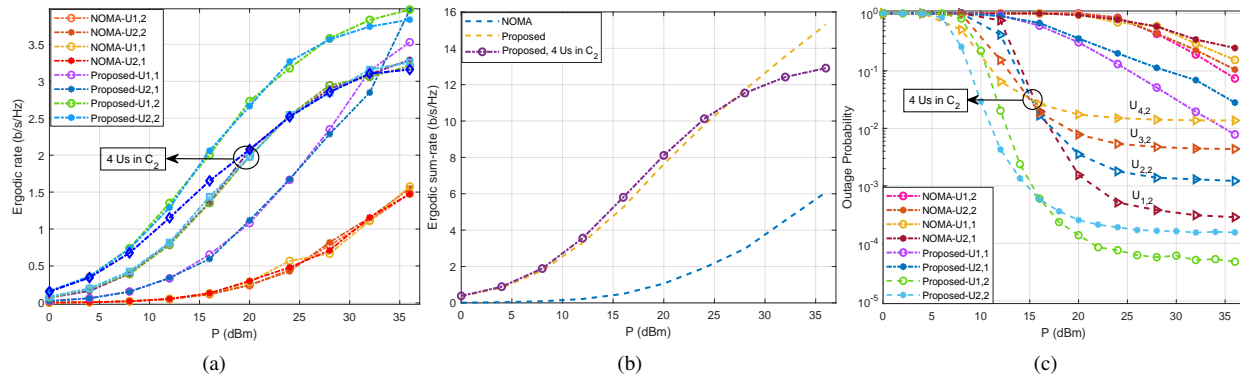 NOMA-U1,2
NOMA-U2,2
NOMA-U1,1
NOMA-U2,1
Proposed-U1,1
Proposed-U2,1
Proposed-U1,2
Proposed-U2,2
4 Us in C2
Ergodic rate (b/s/Hz)
3.5
3
2.5
2
1.5
1
0.5
0
0 5 10 15 20 25 30 35
P (dBm)
(a)
NOMA
Proposed
Proposed, 4 Us in C2
Ergodic sum-rate (b/s/Hz)
16
14
12
10
8
6
4
2
0
0 5 10 15 20 25 30 35
P (dBm)
(b)
Outage Probability
10^0
10^-1
10^-2
10^-3
10^-4
10^-5
4 Us in C2
U4,2
U3,2
U2,2
U1,2
NOMA-U1,2
NOMA-U2,2
NOMA-U1,1
NOMA-U2,1
Proposed-U1,1
Proposed-U2,1
Proposed-U1,2
Proposed-U2,2
0 5 10 15 20 25 30 35
P (dBm)
(c)